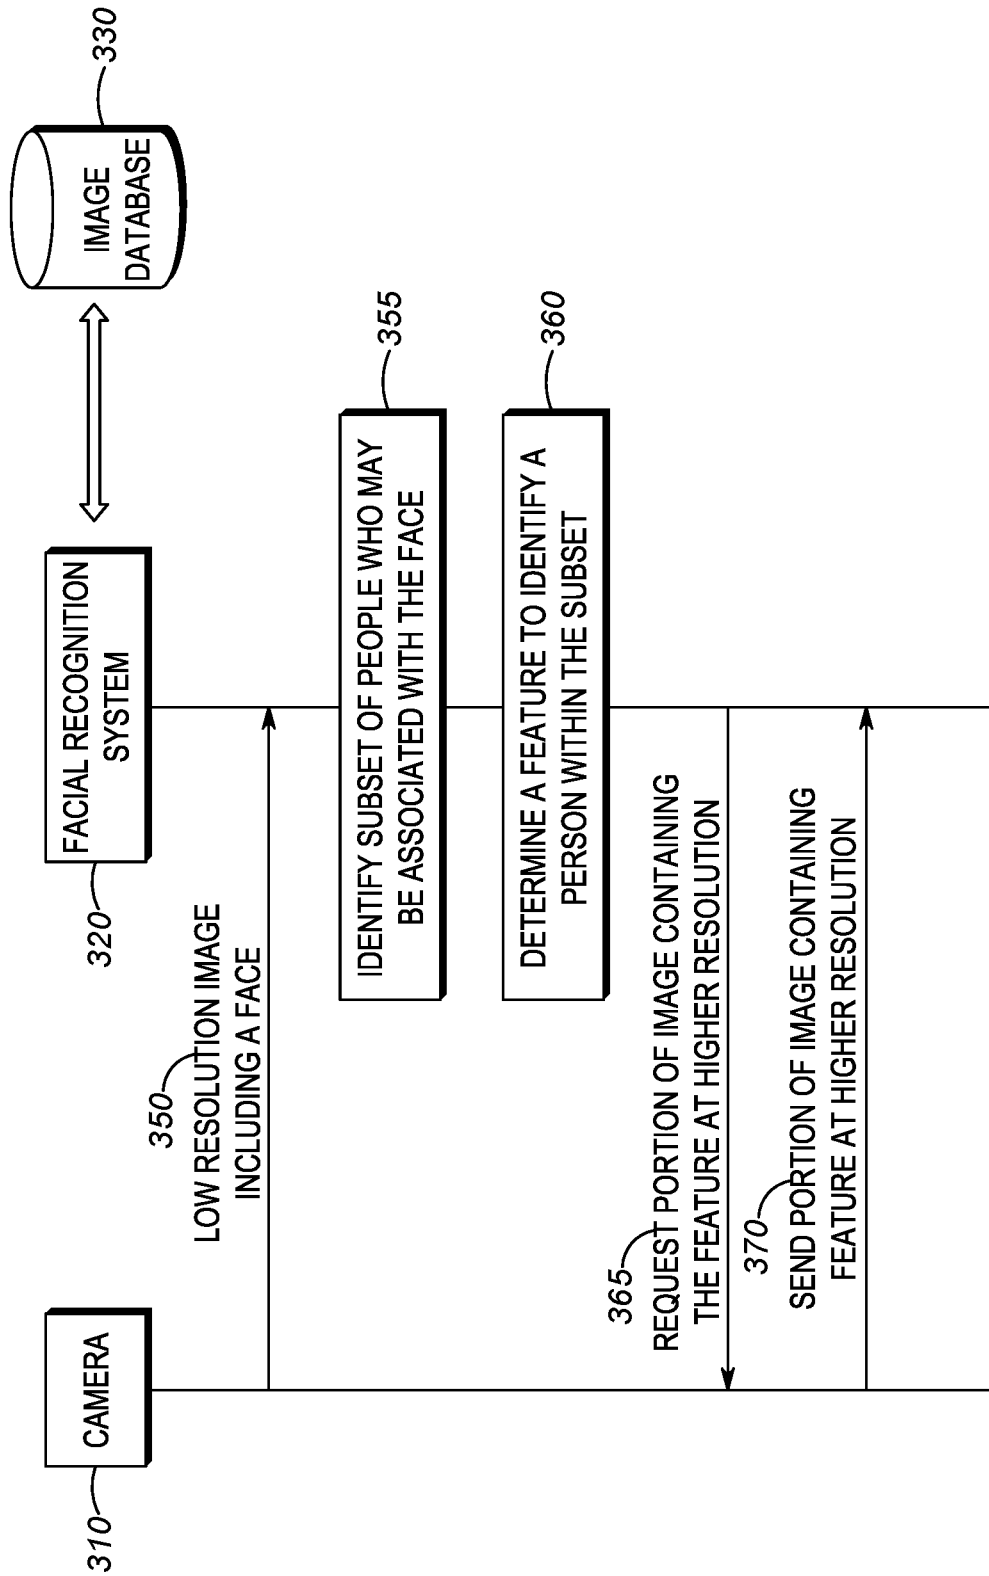 310
CAMERA
320
FACIAL RECOGNITION
SYSTEM
IMAGE
DATABASE
330
350
LOW RESOLUTION IMAGE
INCLUDING A FACE
IDENTIFY SUBSET OF PEOPLE WHO MAY
BE ASSOCIATED WITH THE FACE
355
DETERMINE A FEATURE TO IDENTIFY A
PERSON WITHIN THE SUBSET
360
365
REQUEST PORTION OF IMAGE CONTAINING
THE FEATURE AT HIGHER RESOLUTION
370
SEND PORTION OF IMAGE CONTAINING
FEATURE AT HIGHER RESOLUTION